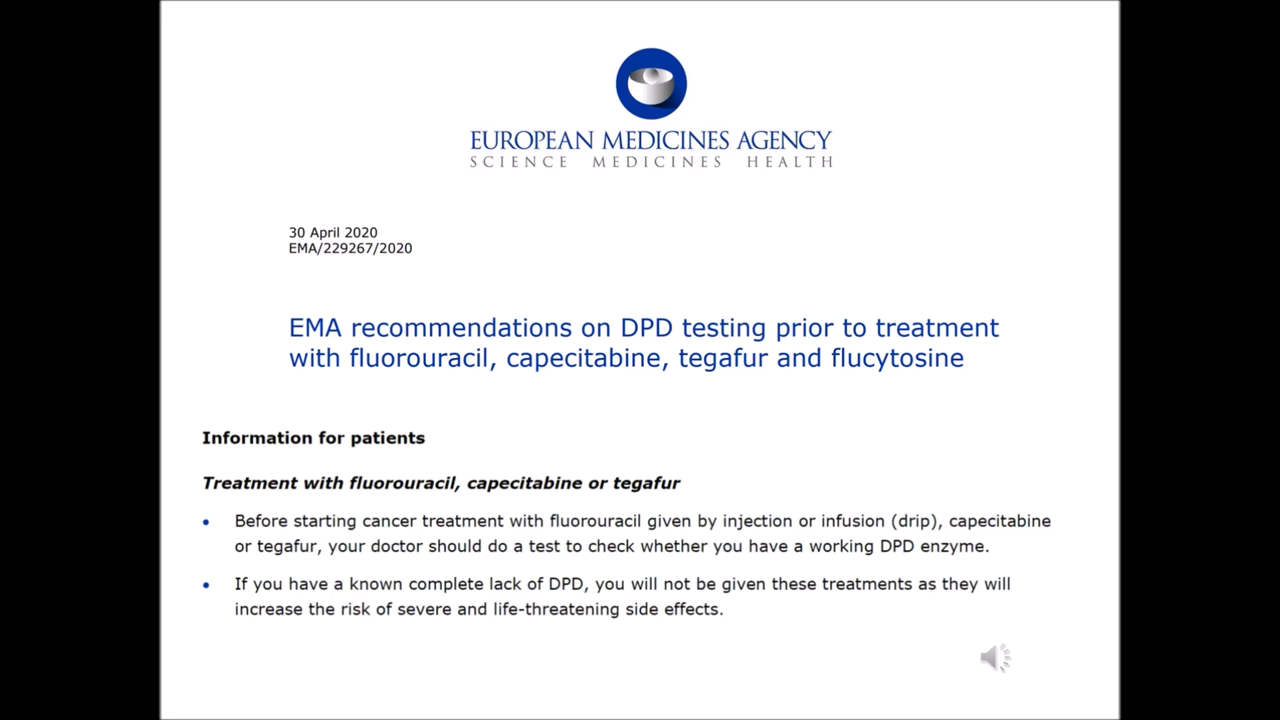 EUROPEAN MEDICINES AGENCY
SCIENCE MEDICINES HEALTH
30 April 2020
EMA/229267/2020
EMA recommendations on DPD testing prior to treatment
with fluorouracil, capecitabine, tegafur and flucytosine
Information for patients
Treatment with fluorouracil, capecitabine or tegafur
• Before starting cancer treatment with fluorouracil given by injection or infusion (drip), capecitabine
or tegafur, your doctor should do a test to check whether you have a working DPD enzyme.
• If you have a known complete lack of DPD, you will not be given these treatments as they will
increase the risk of severe and life-threatening side effects.